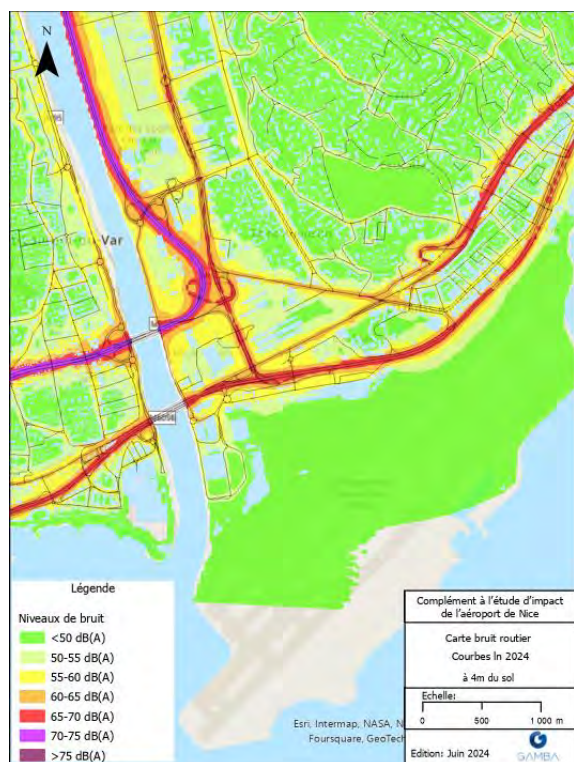 N
Var
Légende
Niveaux de bruit
<50 dB(A)
50-55 dB(A)
55-60 dB(A)
60-65 dB(A)
65-70 dB(A)
70-75 dB(A)
>75 dB(A)
Complément à l'étude d'impact
de l'aéroport de Nice
Carte bruit routier
Courbes ln 2024
à 4m du sol
Echelle:
0 500 1 000 m
Esri, Intermap, NASA, N
Foursquare, GeoTech
Edition: Juin 2024
GAMBA